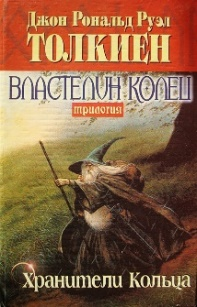 Джон Рональд Руэл
ТОЛКИЕН
ВЛАСТЕЛИН КОЛЕЦ
трилогия
Хранители Кольца